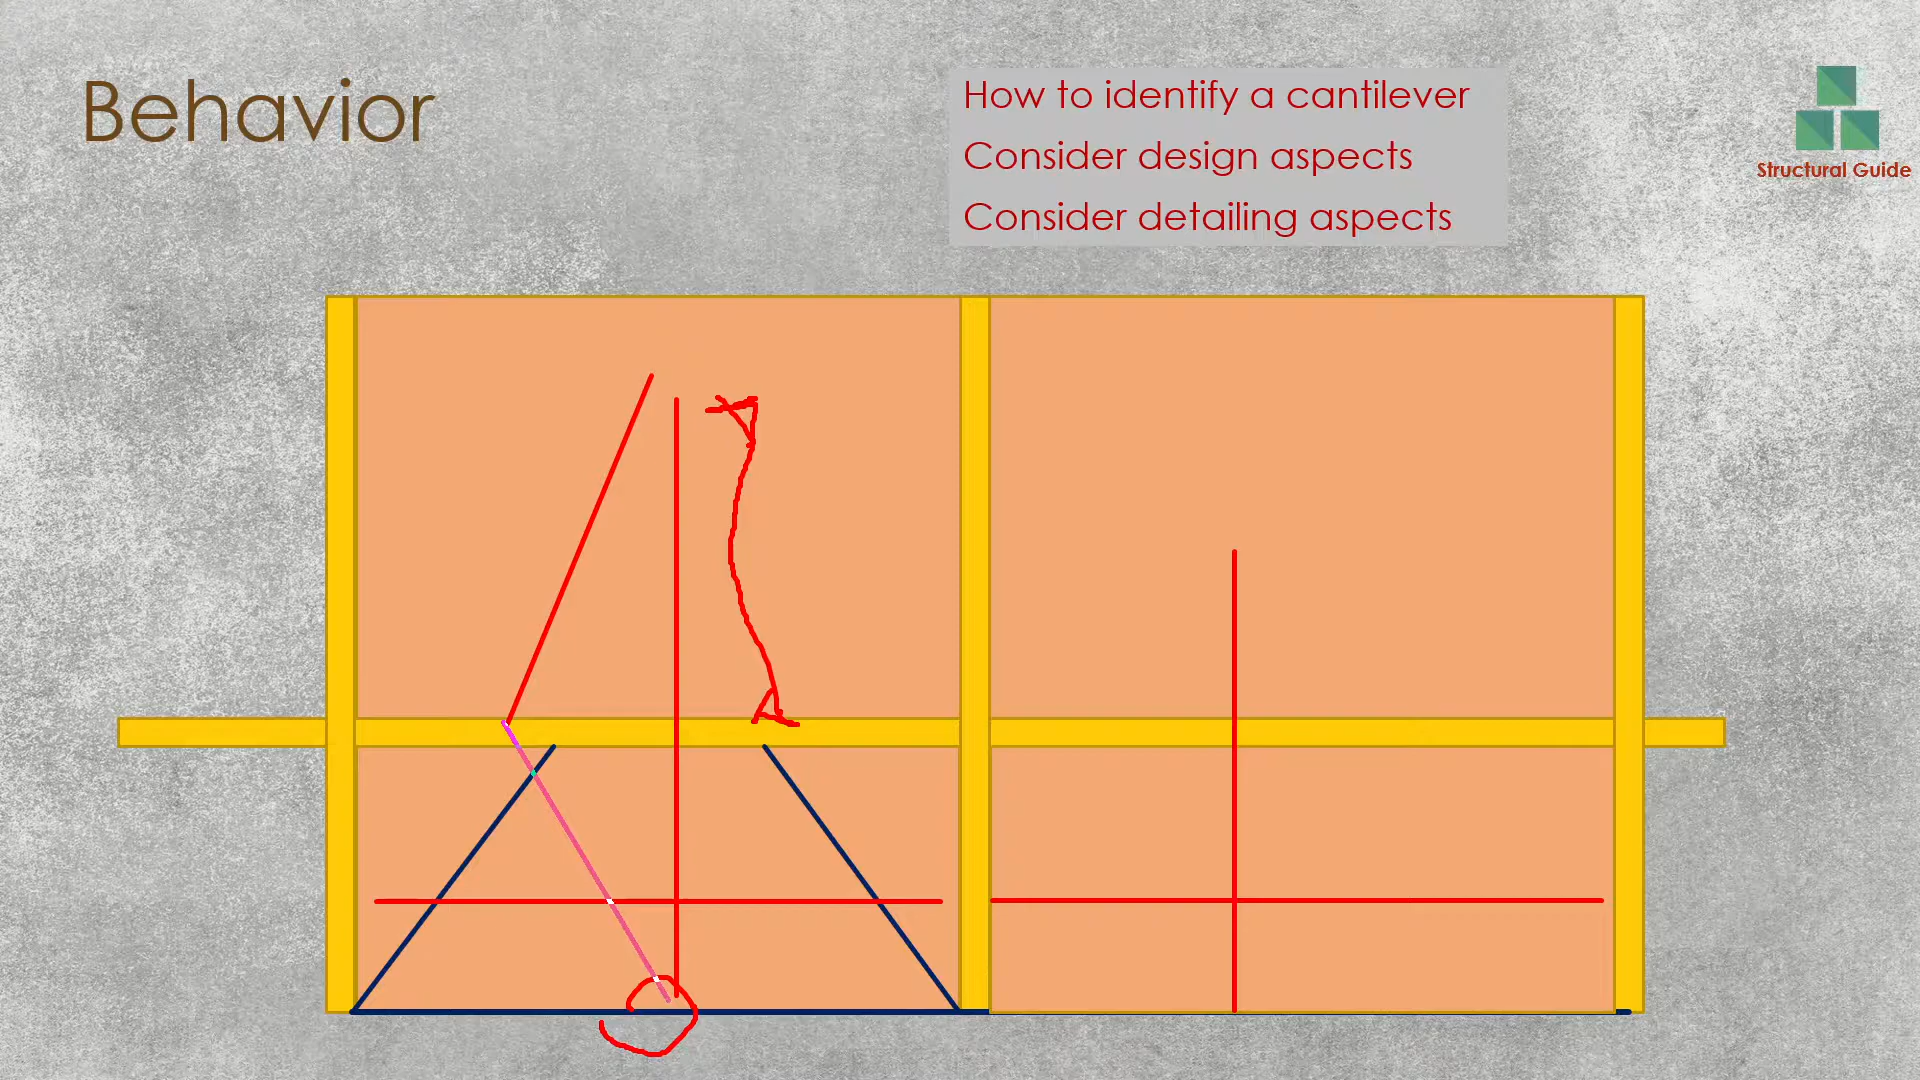 Behavior
How to identify a cantilever
Consider design aspects
Consider detailing aspects
Structural Guide